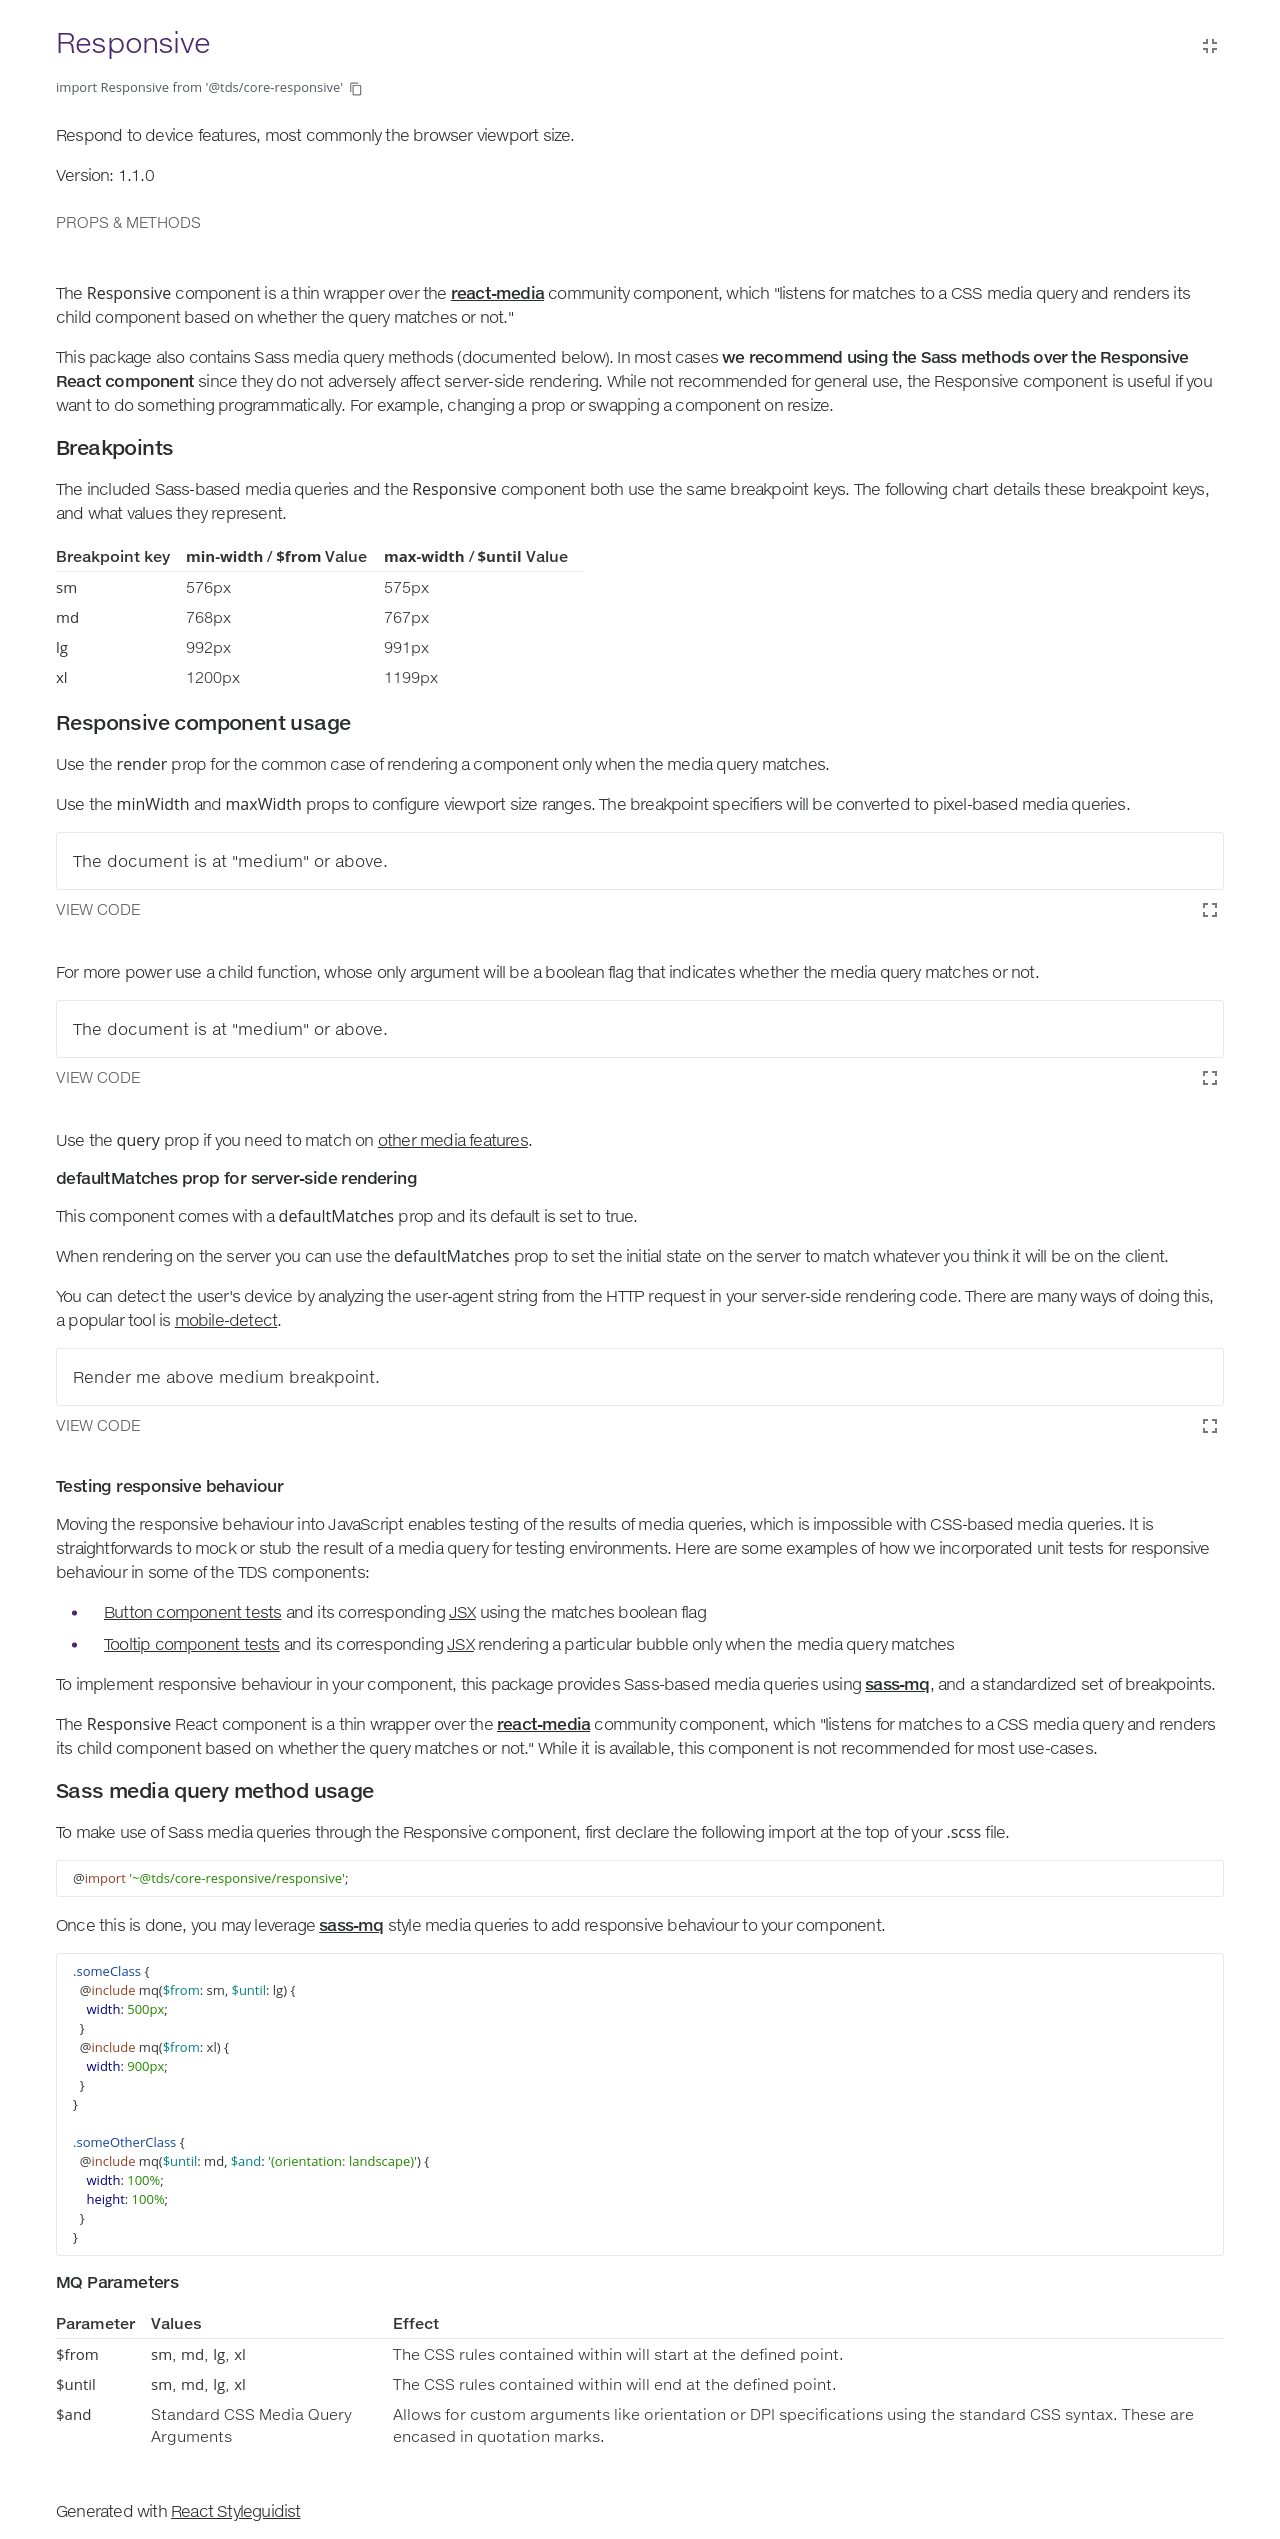 Responsive
import Responsive from '@tds/core-responsive'
Respond to device features, most commonly the browser viewport size.
Version: 1.1.0
PROPS & METHODS
The Responsive component is a thin wrapper over the react-media community component, which "listens for matches to a CSS media query and renders its
child component based on whether the query matches or not."
This package also contains Sass media query methods (documented below). In most cases we recommend using the Sass methods over the Responsive
React component since they do not adversely affect server-side rendering. While not recommended for general use, the Responsive component is useful if you
want to do something programmatically. For example, changing a prop or swapping a component on resize.
Breakpoints
The included Sass-based media queries and the Responsive component both use the same breakpoint keys. The following chart details these breakpoint keys,
and what values they represent.
Breakpoint key min-width / $from Value max-width / $until Value
sm 576px 575px
md 768px 767px
lg 992px 991px
xl 1200px 1199px
Responsive component usage
Use the render prop for the common case of rendering a component only when the media query matches.
Use the minWidth and maxWidth props to configure viewport size ranges. The breakpoint specifiers will be converted to pixel-based media queries.
The document is at "medium" or above.
VIEW CODE
For more power use a child function, whose only argument will be a boolean flag that indicates whether the media query matches or not.
The document is at "medium" or above.
VIEW CODE
Use the query prop if you need to match on other media features.
defaultMatches prop for server-side rendering
This component comes with a defaultMatches prop and its default is set to true.
When rendering on the server you can use the defaultMatches prop to set the initial state on the server to match whatever you think it will be on the client.
You can detect the user's device by analyzing the user-agent string from the HTTP request in your server-side rendering code. There are many ways of doing this,
a popular tool is mobile-detect.
Render me above medium breakpoint.
VIEW CODE
Testing responsive behaviour
Moving the responsive behaviour into JavaScript enables testing of the results of media queries, which is impossible with CSS-based media queries. It is
straightforwards to mock or stub the result of a media query for testing environments. Here are some examples of how we incorporated unit tests for responsive
behaviour in some of the TDS components:
• Button component tests and its corresponding JSX using the matches boolean flag
• Tooltip component tests and its corresponding JSX rendering a particular bubble only when the media query matches
To implement responsive behaviour in your component, this package provides Sass-based media queries using sass-mq, and a standardized set of breakpoints.
The Responsive React component is a thin wrapper over the react-media community component, which "listens for matches to a CSS media query and renders
its child component based on whether the query matches or not." While it is available, this component is not recommended for most use-cases.
Sass media query method usage
To make use of Sass media queries through the Responsive component, first declare the following import at the top of your .scss file.
@import '~@tds/core-responsive/responsive';
Once this is done, you may leverage sass-mq style media queries to add responsive behaviour to your component.
.someClass {
@include mq($from: sm, $until: lg) {
width: 500px;
}
@include mq($from: xl) {
width: 900px;
}
}
.someOtherClass {
@include mq($until: md, $and: '(orientation: landscape)') {
width: 100%;
height: 100%;
}
}
MQ Parameters
Parameter Values Effect
$from sm, md, lg, xl The CSS rules contained within will start at the defined point.
$until sm, md, lg, xl The CSS rules contained within will end at the defined point.
$and Standard CSS Media Query Allows for custom arguments like orientation or DPI specifications using the standard CSS syntax. These are
Arguments encased in quotation marks.
Generated with React Styleguidist